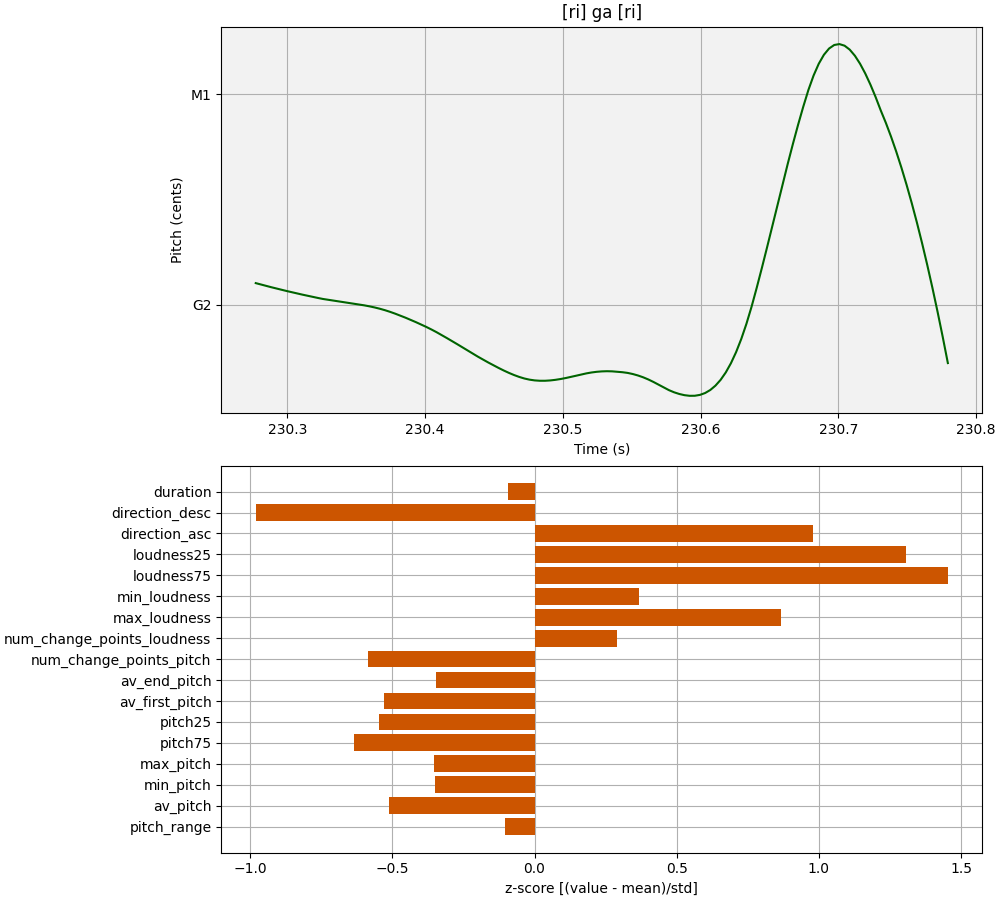 [ri] ga [ri]
M1
G2
Pitch (cents)
230.3 230.4 230.5 230.6 230.7 230.8
Time (s)
duration
direction_desc
direction_asc
loudness25
loudness75
min_loudness
max_loudness
num_change_points_loudness
num_change_points_pitch
av_end_pitch
av_first_pitch
pitch25
pitch75
max_pitch
min_pitch
av_pitch
pitch_range
−1.0 −0.5 0.0 0.5 1.0 1.5
z-score [(value - mean)/std]